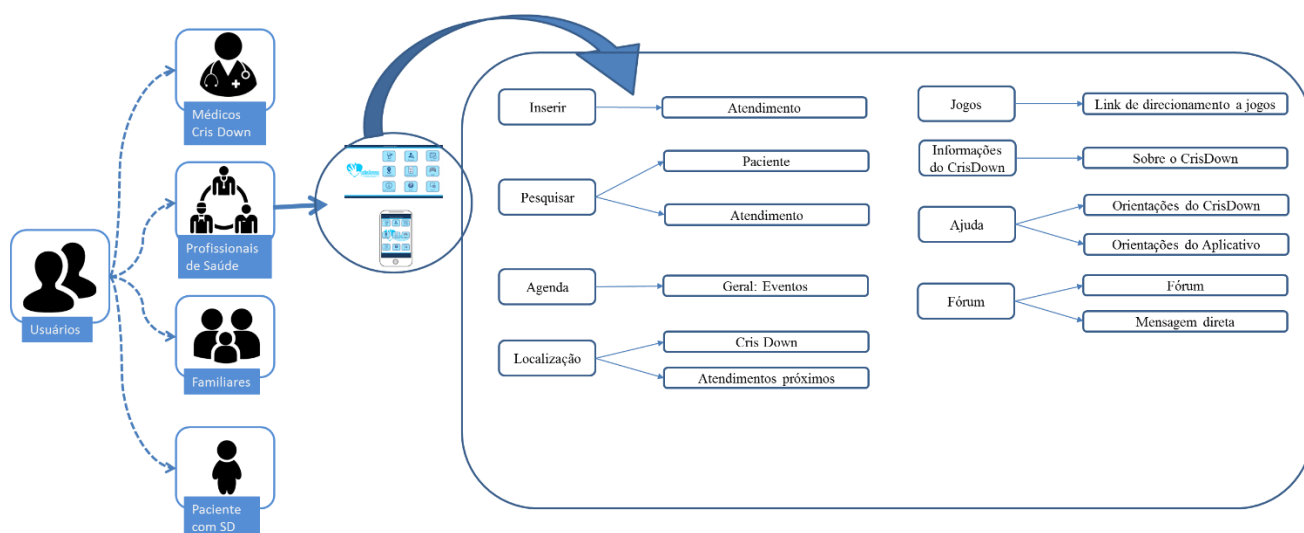 Médicos
Cris Down
Profissionais
de Saúde
Usuários
Familiares
Paciente
com SD
Inserir
Atendimento
Pesquisar
Paciente
Atendimento
Agenda
Geral: Eventos
Localização
Cris Down
Atendimentos próximos
Jogos
Link de direcionamento a jogos
Informações
do CrisDown
Sobre o CrisDown
Ajuda
Orientações do CrisDown
Orientações do Aplicativo
Fórum
Fórum
Mensagem direta